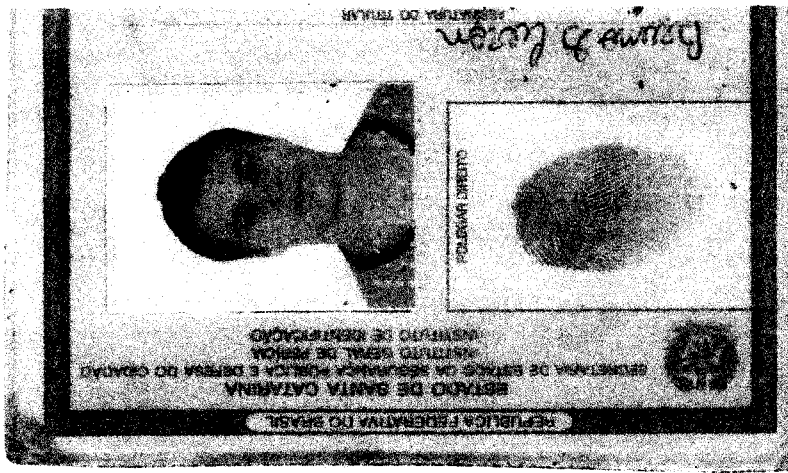 REPÚBLICA FEDERATIVA DO BRASIL
ESTADO DE SANTA CATARINA
SECRETARIA DE ESTADO DA SEGURANÇA PÚBLICA E DEFESA DO CIDADÃO
INSTITUTO GERAL DE PERÍCIA
INSTITUTO DE IDENTIFICAÇÃO
POLEGAR DIREITO
ASSINATURA DO TITULAR